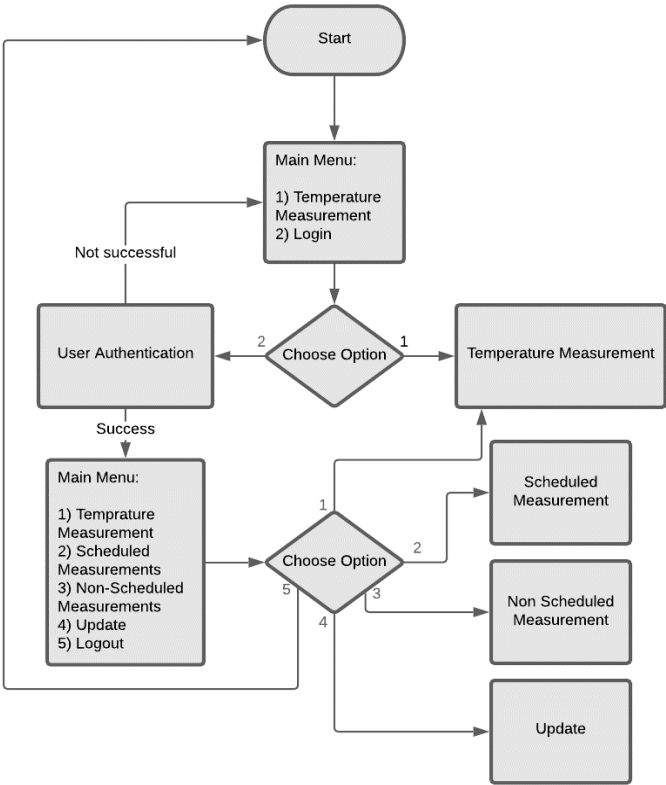 Start
Main Menu:
1) Temperature
Measurement
2) Login
Not successful
User Authentication
2
Choose Option
1
Temperature Measurement
Success
Main Menu:
1) Temprature
Measurement
2) Scheduled
Measurements
3) Non-Scheduled
Measurements
4) Update
5) Logout
1
Choose Option
2
3
4
5
Scheduled
Measurement
Non Scheduled
Measurement
Update